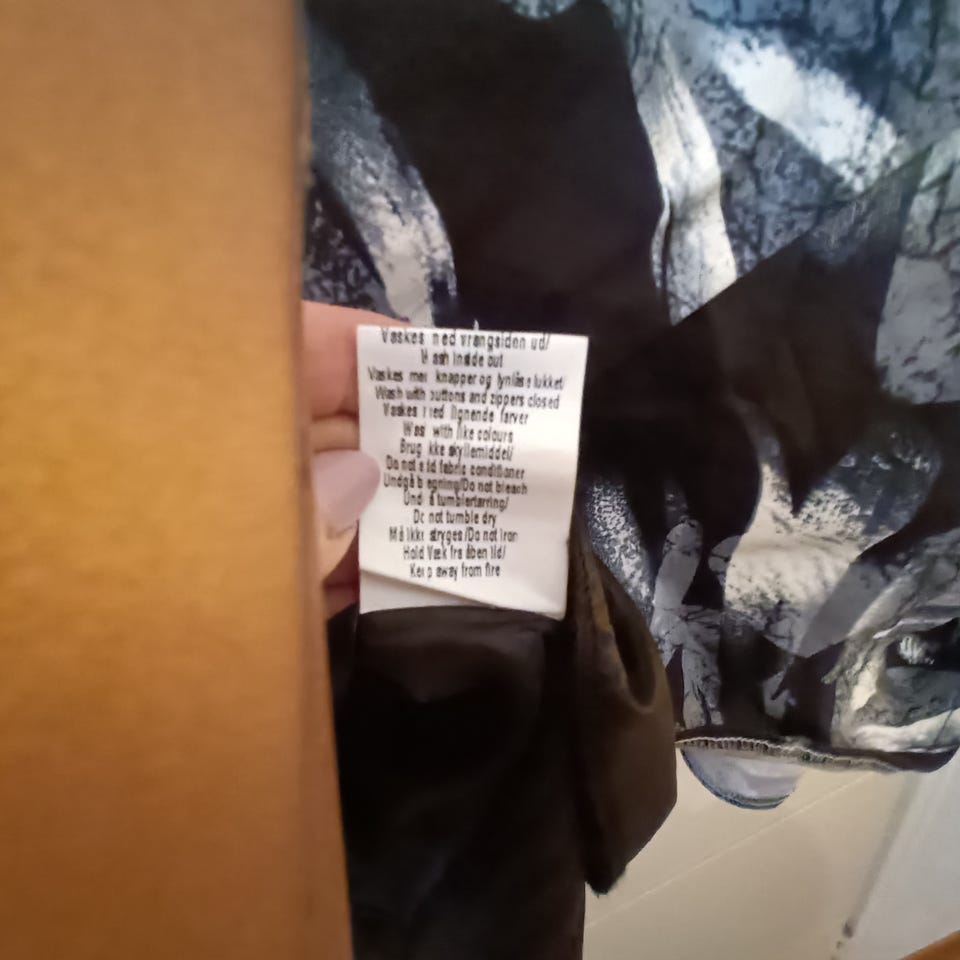 Vaskes med vrangsiden ud/
Wash inside out
Vaskes med knapper og lynlåse lukket/
Wash with buttons and zippers closed
Vaskes med lignende farver
Wash with like colours
Brug ikke skyllemiddel/
Do not add fabric conditioner
Undgå blegning/Do not bleach
Undgå tumblertørring/
Do not tumble dry
Må ikke stryges/Do not iron
Hold Væk fra åben ild/
Keep away from fire